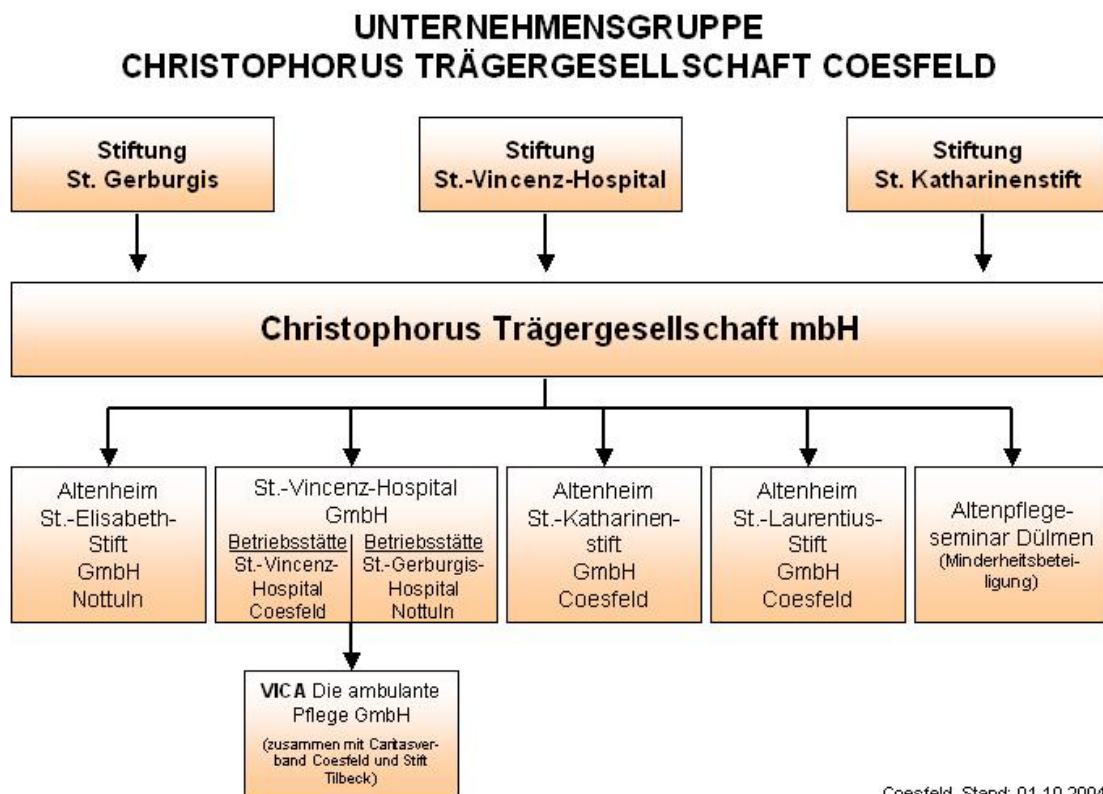 UNTERNEHMENSGRUPPE
CHRISTOPHORUS TRÄGERGESELLSCHAFT COESFELD
Stiftung
St. Gerburgis
Stiftung
St.-Vincenz-Hospital
Stiftung
St. Katharinenstift
Christophorus Trägergesellschaft mbH
Altenheim
St.-Elisabeth-
Stift
GmbH
Nottuln
St.-Vincenz-Hospital
GmbH
Betriebsstätte
St.-Vincenz-
Hospital
Coesfeld
Betriebsstätte
St.-Gerburgis-
Hospital
Nottuln
Altenheim
St.-Katharinen-
stift
GmbH
Coesfeld
Altenheim
St.-Laurentius-
Stift
GmbH
Coesfeld
Altenpflege-
seminar Dülmen
(Minderheitsbetei-
ligung)
VICA Die ambulante
Pflege GmbH
(zusammen mit Caritasver-
band Coesfeld und Stift
Tilbeck)
Coesfeld, Stand: 01.10.2004